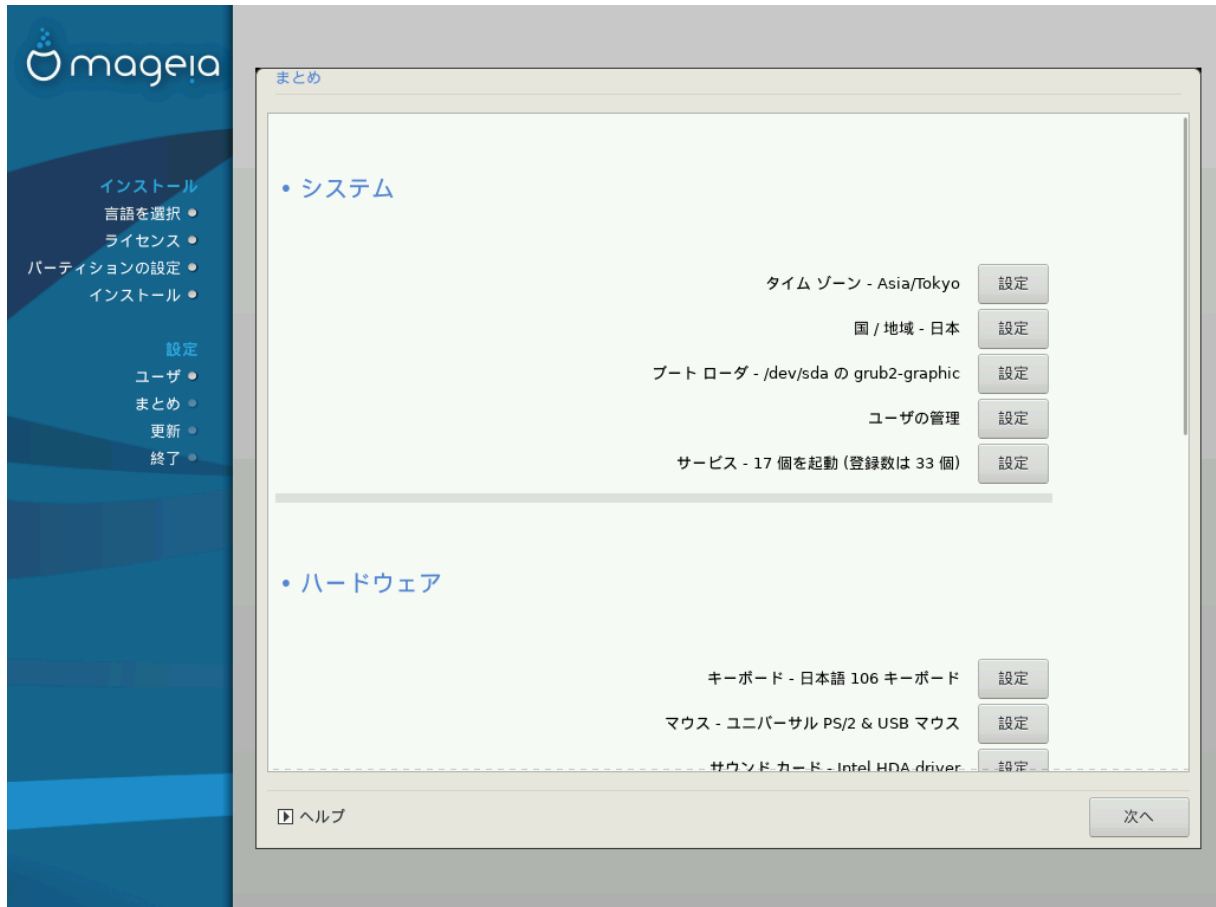 mageia
インストール
言語を選択
ライセンス
パーティションの設定
インストール
設定
ユーザ
まとめ
更新
終了
まとめ
• システム
タイム ゾーン - Asia/Tokyo 設定
国 / 地域 - 日本 設定
ブート ローダ - /dev/sda の grub2-graphic 設定
ユーザの管理 設定
サービス - 17 個を起動 (登録数は 33 個) 設定
• ハードウェア
キーボード - 日本語 106 キーボード 設定
マウス - ユニバーサル PS/2 & USB マウス 設定
サウンド カード - Intel HDA driver 設定
ヘルプ
次へ